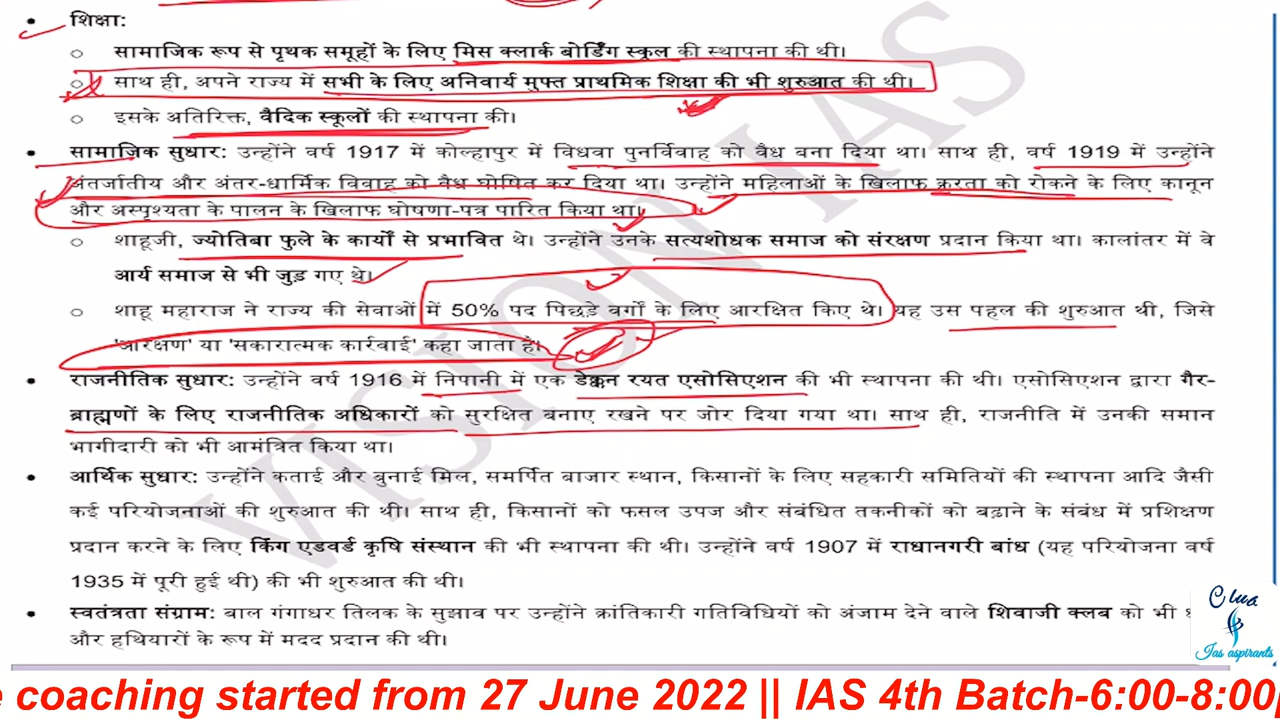 शिक्षा:
सामाजिक रूप से पृथक समूहों के लिए मिस क्लार्क बोर्डिंग स्कूल की स्थापना की थी।
साथ ही, अपने राज्य में सभी के लिए अनिवार्य मुफ्त प्राथमिक शिक्षा की भी शुरुआत की थी।
इसके अतिरिक्त, वैदिक स्कूलों की स्थापना की।
सामाजिक सुधार: उन्होंने वर्ष 1917 में कोल्हापुर में विधवा पुनर्विवाह को वैध बना दिया था। साथ ही, वर्ष 1919 में उन्होंने
अंतर्जातीय और अंतर-धार्मिक विवाह को वैध घोषित कर दिया था। उन्होंने महिलाओं के खिलाफ क्रूरता को रोकने के लिए कानून
और अस्पृश्यता के पालन के खिलाफ घोषणा-पत्र पारित किया था।
शाहूजी, ज्योतिबा फुले के कार्यों से प्रभावित थे। उन्होंने उनके सत्यशोधक समाज को संरक्षण प्रदान किया था। कालांतर में वे
आर्य समाज से भी जुड़ गए थे।
शाहू महाराज ने राज्य की सेवाओं में 50% पद पिछड़े वर्गों के लिए आरक्षित किए थे। यह उस पहल की शुरुआत थी, जिसे
'आरक्षण' या 'सकारात्मक कार्रवाई' कहा जाता है।
राजनीतिक सुधार: उन्होंने वर्ष 1916 में निपानी में एक डेक्कन रयत एसोसिएशन की भी स्थापना की थी। एसोसिएशन द्वारा गैर-
ब्राह्मणों के लिए राजनीतिक अधिकारों को सुरक्षित बनाए रखने पर जोर दिया गया था। साथ ही, राजनीति में उनकी समान
भागीदारी को भी आमंत्रित किया था।
आर्थिक सुधार: उन्होंने कताई और बुनाई मिल, समर्पित बाजार स्थान, किसानों के लिए सहकारी समितियों की स्थापना आदि जैसी
कई परियोजनाओं की शुरुआत की थी। साथ ही, किसानों को फसल उपज और संबंधित तकनीकों को बढ़ाने के संबंध में प्रशिक्षण
प्रदान करने के लिए किंग एडवर्ड कृषि संस्थान की भी स्थापना की थी। उन्होंने वर्ष 1907 में राधानगरी बांध (यह परियोजना वर्ष
1935 में पूरी हुई थी) की भी शुरुआत की थी।
स्वतंत्रता संग्राम: बाल गंगाधर तिलक के सुझाव पर उन्होंने क्रांतिकारी गतिविधियों को अंजाम देने वाले शिवाजी क्लब को भी
और हथियारों के रूप में मदद प्रदान की थी।
VISION IAS
Ias aspirants
e coaching started from 27 June 2022 || IAS 4th Batch-6:00-8:00p